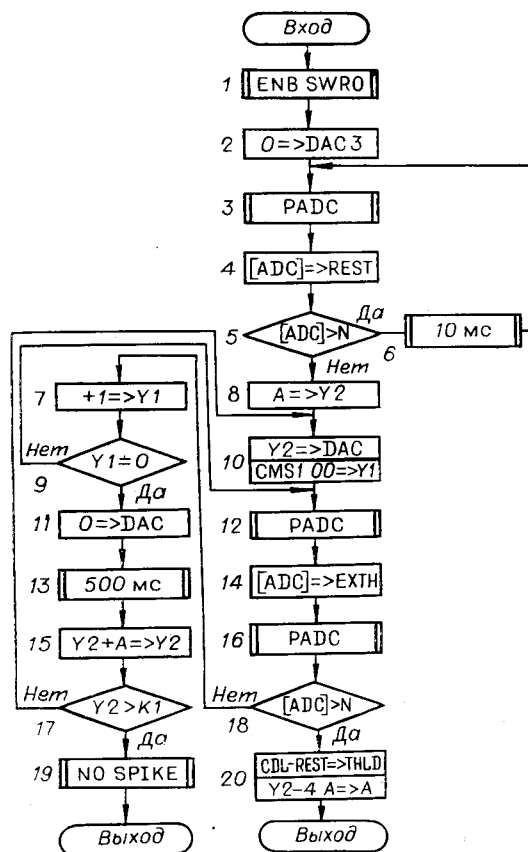 Вход
1 ENB SWR0
2 0=>DAC 3
3 PADC
4 [ADC]=>REST
5 [ADC]>N Да
6 10 мс
Нет
7 +1=>Y1
8 A=>Y2
Нет
9 Y1=0
Да
10 Y2=>DAC
CMS1 00=>Y1
11 0=>DAC
12 PADC
13 500 мс
14 [ADC]=>EXTH
15 Y2+A=>Y2
16 PADC
Нет
17 Y2>K1
Да
Нет
18 [ADC]>N
Да
19 NO SPIKE
20 CDL-REST=>THLD
Y2-4 A=>A
Выход
Выход